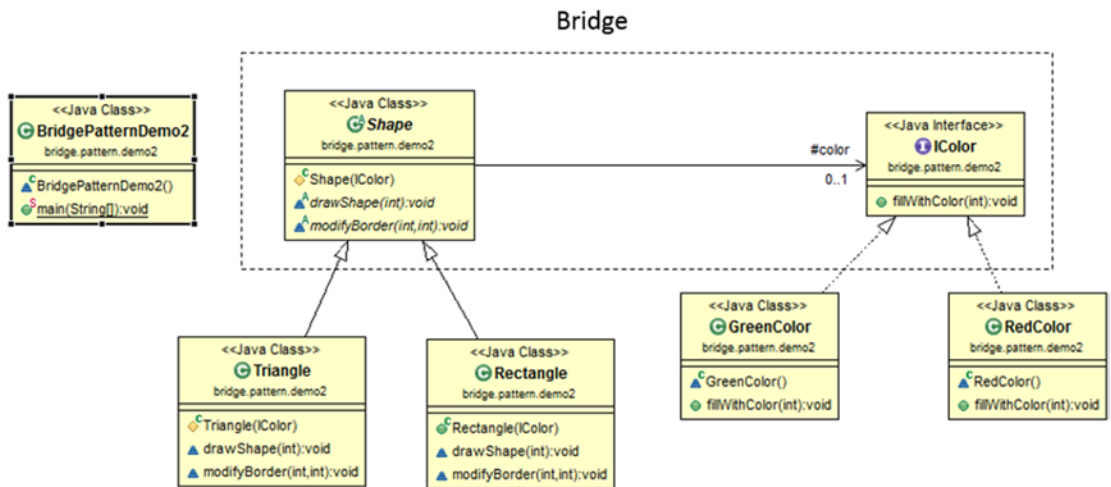 Bridge
<<Java Class>>
BridgePatternDemo2
bridge.pattern.demo2
BridgePatternDemo2()
main(String[]):void
<<Java Class>>
Shape
bridge.pattern.demo2
Shape(IColor)
drawShape(int):void
modifyBorder(int,int):void
#color
0..1
<<Java Interface>>
IColor
bridge.pattern.demo2
fillWithColor(int):void
<<Java Class>>
Triangle
bridge.pattern.demo2
Triangle(IColor)
drawShape(int):void
modifyBorder(int,int):void
<<Java Class>>
Rectangle
bridge.pattern.demo2
Rectangle(IColor)
drawShape(int):void
modifyBorder(int,int):void
<<Java Class>>
GreenColor
bridge.pattern.demo2
GreenColor()
fillWithColor(int):void
<<Java Class>>
RedColor
bridge.pattern.demo2
RedColor()
fillWithColor(int):void